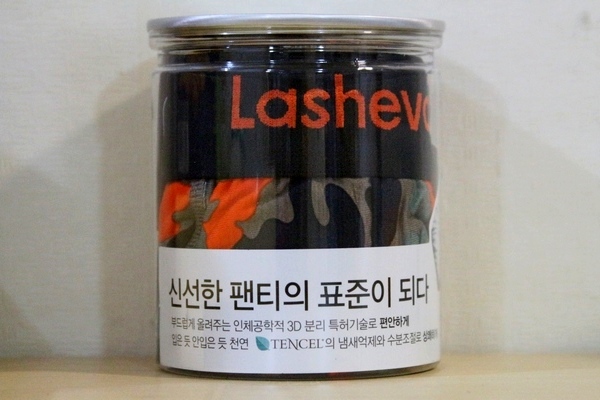 Lasheva
신선한 팬티의 표준이 되다
부드럽게 올려주는 인체공학적 3D 분리 특허기술로 편안하게
입은 듯 안입은 듯 천연 TENCEL의 냄새억제와 수분조절로